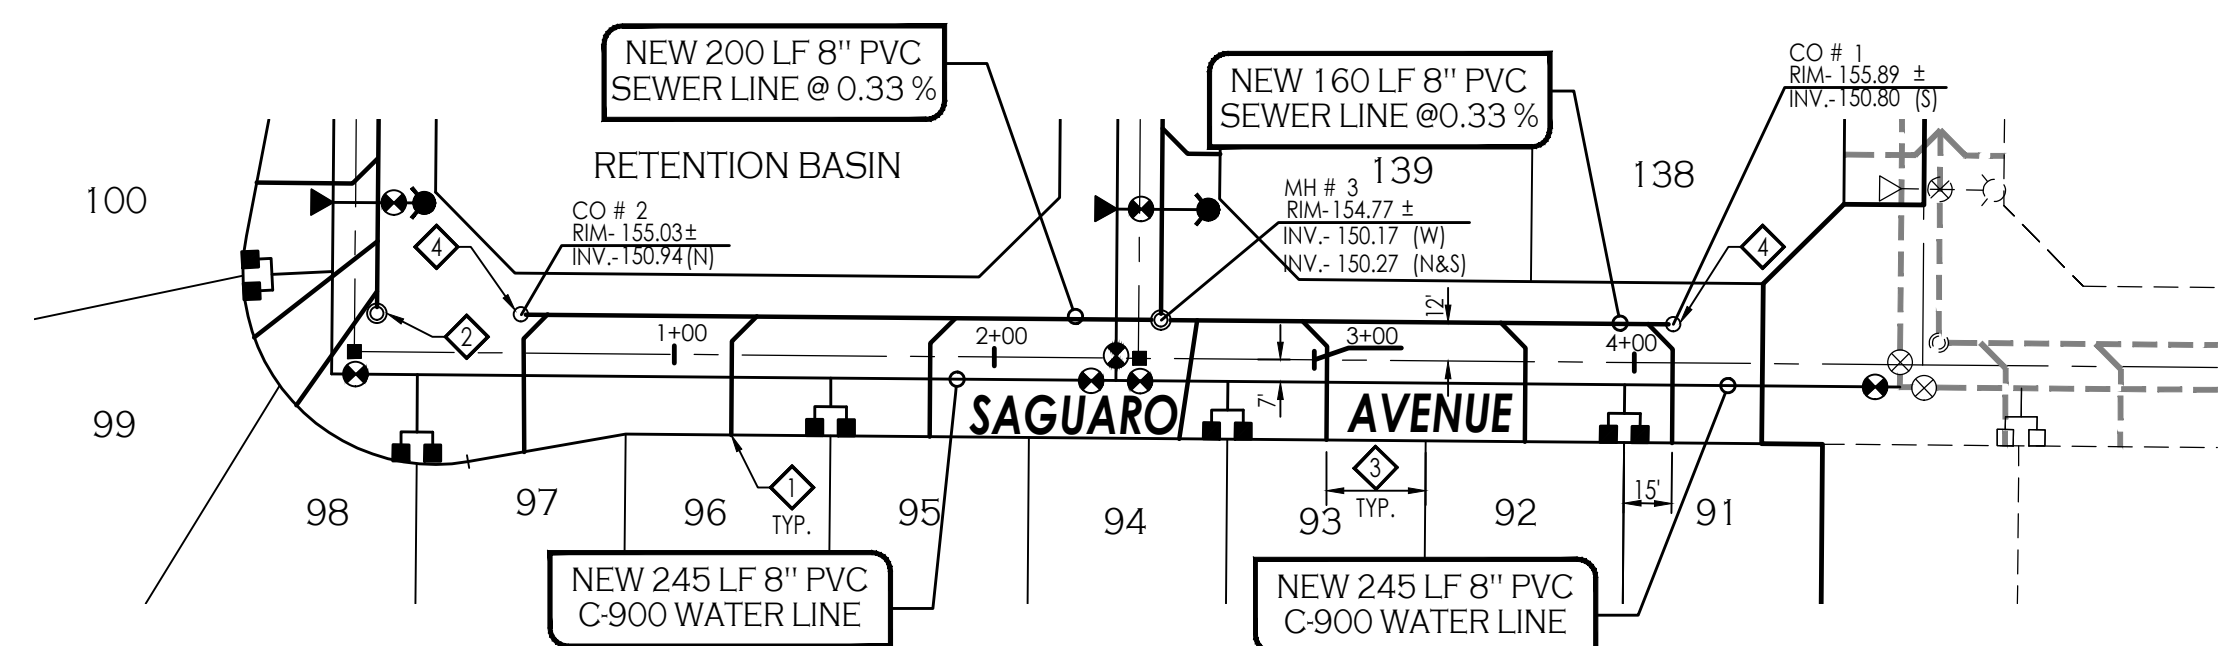 NEW 200 LF 8" PVC
SEWER LINE @ 0.33 %
NEW 160 LF 8" PVC
SEWER LINE @0.33 %
CO # 1
RIM- 155.89 ±
INV.-150.80 (S)
100
RETENTION BASIN
CO # 2
RIM- 155.03±
INV.-150.94(N)
4
139
MH # 3
RIM-154.77 ±
INV.- 150.17 (W)
INV.- 150.27 (N&S)
138
4
2
1+00
2+00
12'
3+00
4+00
7'
SAGUARO AVENUE
99
98
97
96
1
TYP.
95
94
93
3
TYP.
92
15'
91
NEW 245 LF 8" PVC
C-900 WATER LINE
NEW 245 LF 8" PVC
C-900 WATER LINE